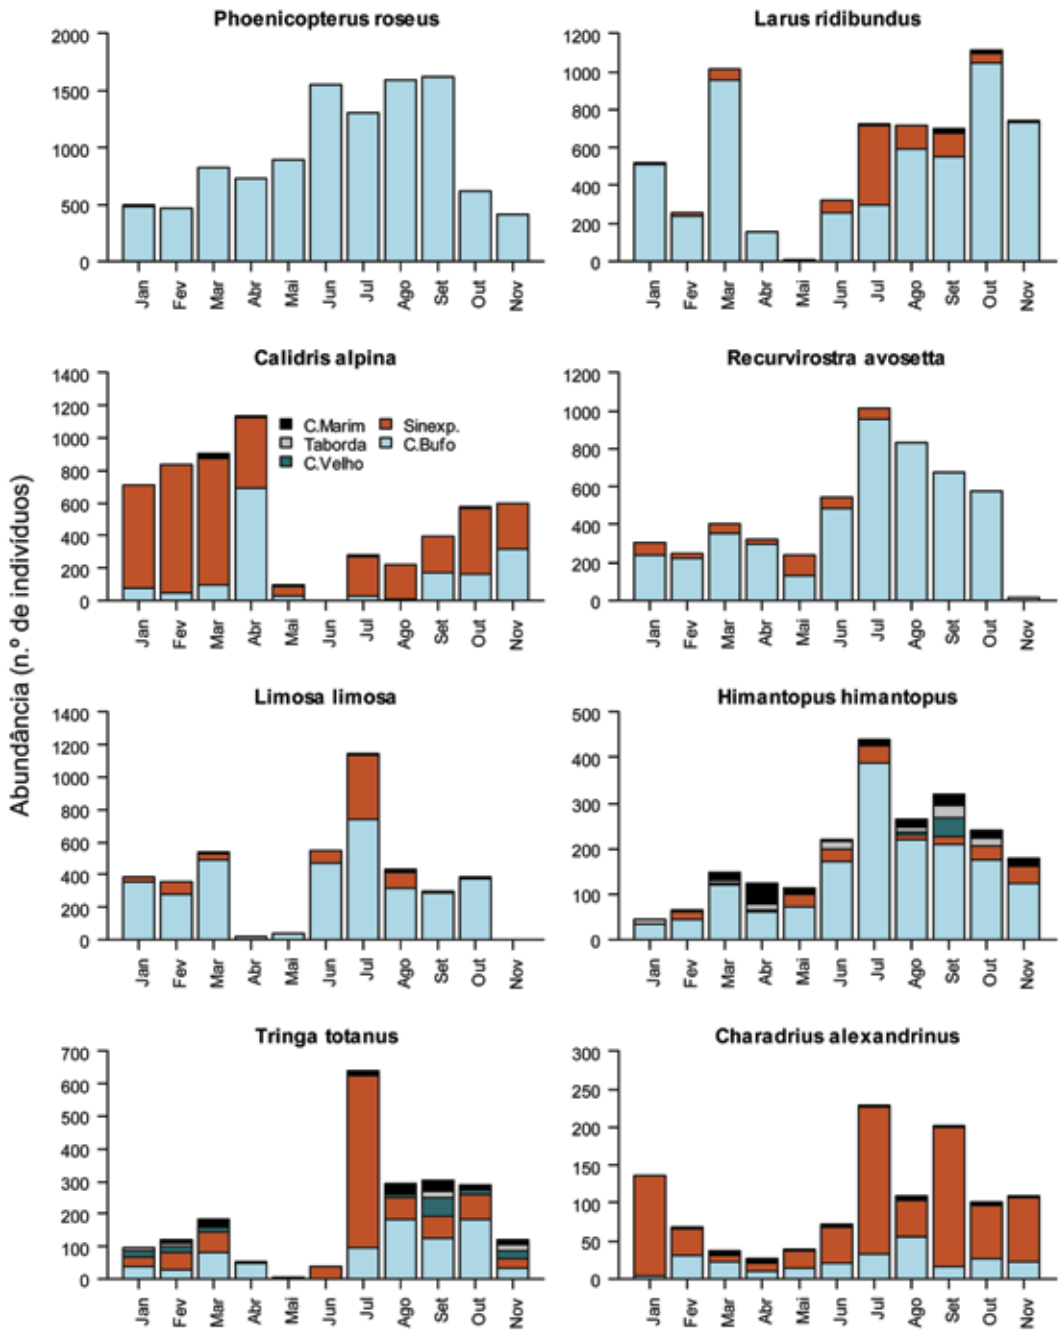 Phoenicopterus roseus
2000
1500
1000
500
0
Jan Fev Mar Abr Mai Jun Jul Ago Set Out Nov
Larus ridibundus
1200
1000
800
600
400
200
0
Jan Fev Mar Abr Mai Jun Jul Ago Set Out Nov
Abundância (n.º de indivíduos)
Calidris alpina
1400
1200
1000
800
600
400
200
0
C.Marim Sinexp.
Taborda C.Bufo
C.Velho
Jan Fev Mar Abr Mai Jun Jul Ago Set Out Nov
Recurvirostra avosetta
1200
1000
800
600
400
200
0
Jan Fev Mar Abr Mai Jun Jul Ago Set Out Nov
Limosa limosa
1400
1200
1000
800
600
400
200
0
Jan Fev Mar Abr Mai Jun Jul Ago Set Out Nov
Himantopus himantopus
500
400
300
200
100
0
Jan Fev Mar Abr Mai Jun Jul Ago Set Out Nov
Tringa totanus
700
600
500
400
300
200
100
0
Jan Fev Mar Abr Mai Jun Jul Ago Set Out Nov
Charadrius alexandrinus
300
250
200
150
100
50
0
Jan Fev Mar Abr Mai Jun Jul Ago Set Out Nov